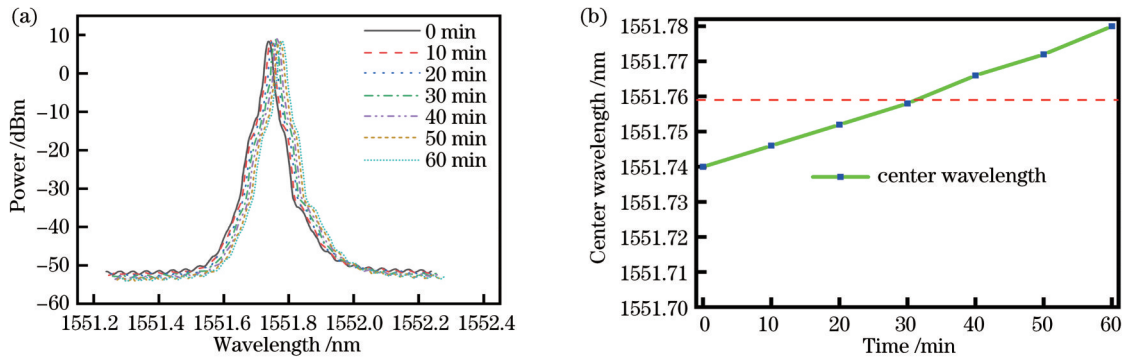 (a)
10
0
−10
−20
−30
−40
−50
−60
Power /dBm
0 min
10 min
20 min
30 min
40 min
50 min
60 min
1551.2 1551.4 1551.6 1551.8 1552.0 1552.2 1552.4
Wavelength /nm
(b)
1551.78
1551.77
1551.76
1551.75
1551.74
1551.73
1551.72
1551.71
1551.70
Center wavelength/nm
center wavelength
0 10 20 30 40 50 60
Time /min